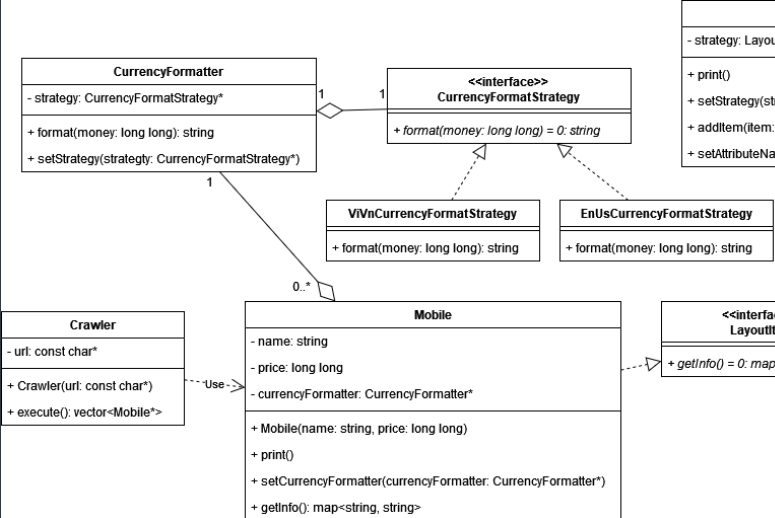 CurrencyFormatter
- strategy: CurrencyFormatStrategy*
+ format(money: long long): string
+ setStrategy(strategty: CurrencyFormatStrategy*)
1
1
<<interface>>
CurrencyFormatStrategy
+ format(money: long long) = 0: string
- strategy: Layou
+ print()
+ setStrategy(st
+ addItem(item:
+ setAttributeNa
1
ViVnCurrencyFormatStrategy
+ format(money: long long): string
EnUsCurrencyFormatStrategy
+ format(money: long long): string
0..*
Crawler
- url: const char*
+ Crawler(url: const char*)
+ execute(): vector<Mobile*>
Use
Mobile
- name: string
- price: long long
- currencyFormatter: CurrencyFormatter*
+ Mobile(name: string, price: long long)
+ print()
+ setCurrencyFormatter(currencyFormatter: CurrencyFormatter*)
+ getInfo(): map<string, string>
<<interfa
LayoutIt
+ getInfo() = 0: map